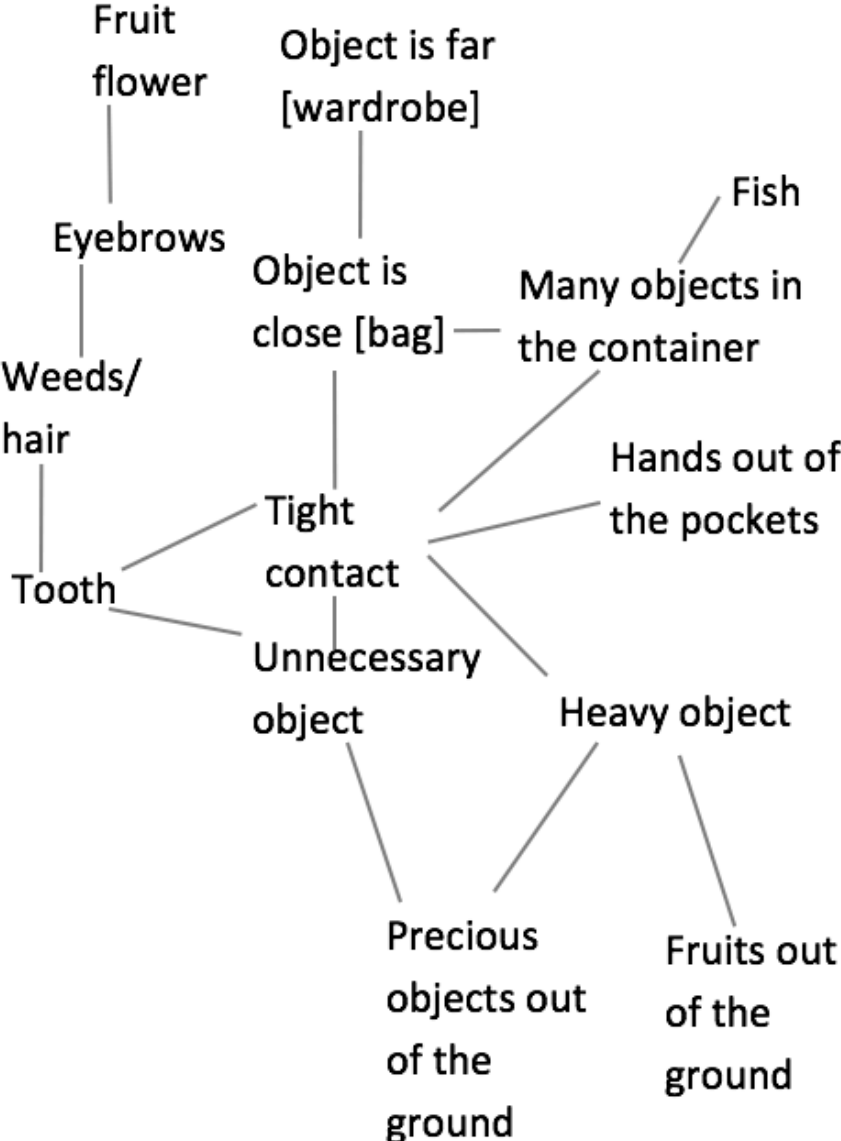 Fruit
flower
Object is far
[wardrobe]
Fish
Eyebrows
Object is
close [bag]
Many objects in
the container
Weeds/
hair
Hands out of
the pockets
Tight
contact
Tooth
Unnecessary
object
Heavy object
Precious
objects out
of the
ground
Fruits out
of the
ground